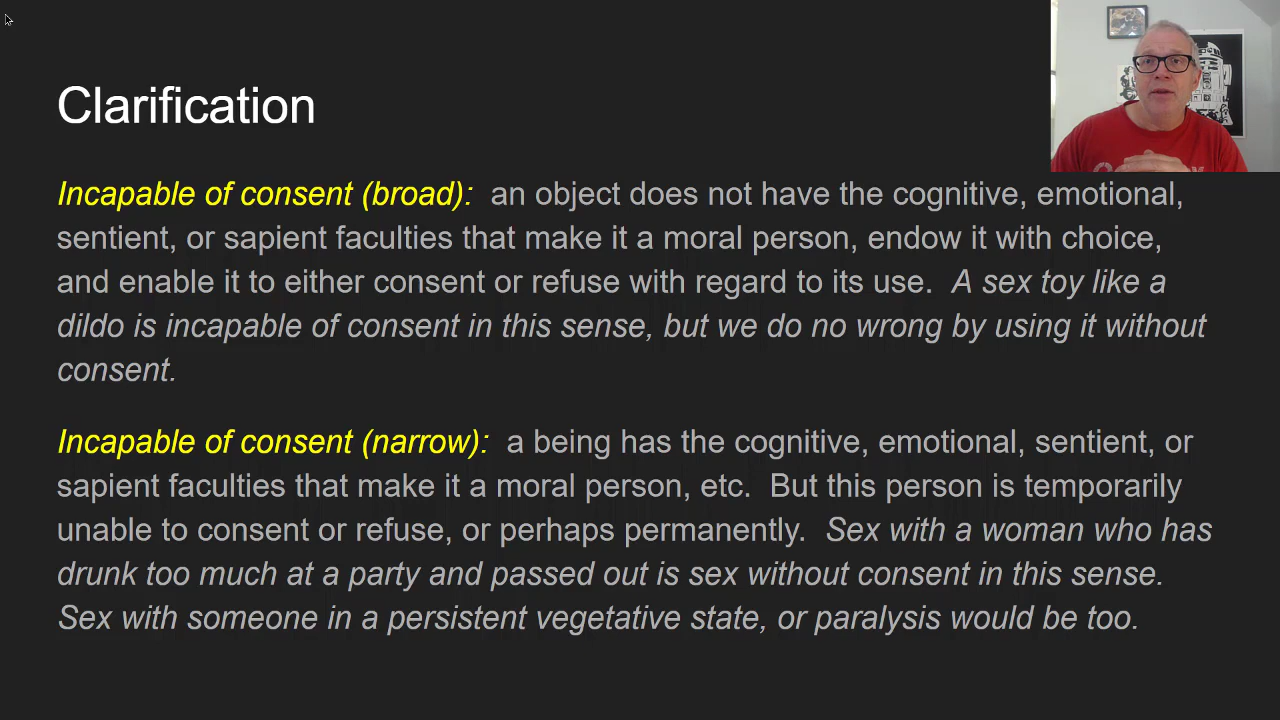 Clarification
Incapable of consent (broad): an object does not have the cognitive, emotional,
sentient, or sapient faculties that make it a moral person, endow it with choice,
and enable it to either consent or refuse with regard to its use. A sex toy like a
dildo is incapable of consent in this sense, but we do no wrong by using it without
consent.
Incapable of consent (narrow): a being has the cognitive, emotional, sentient, or
sapient faculties that make it a moral person, etc. But this person is temporarily
unable to consent or refuse, or perhaps permanently. Sex with a woman who has
drunk too much at a party and passed out is sex without consent in this sense.
Sex with someone in a persistent vegetative state, or paralysis would be too.